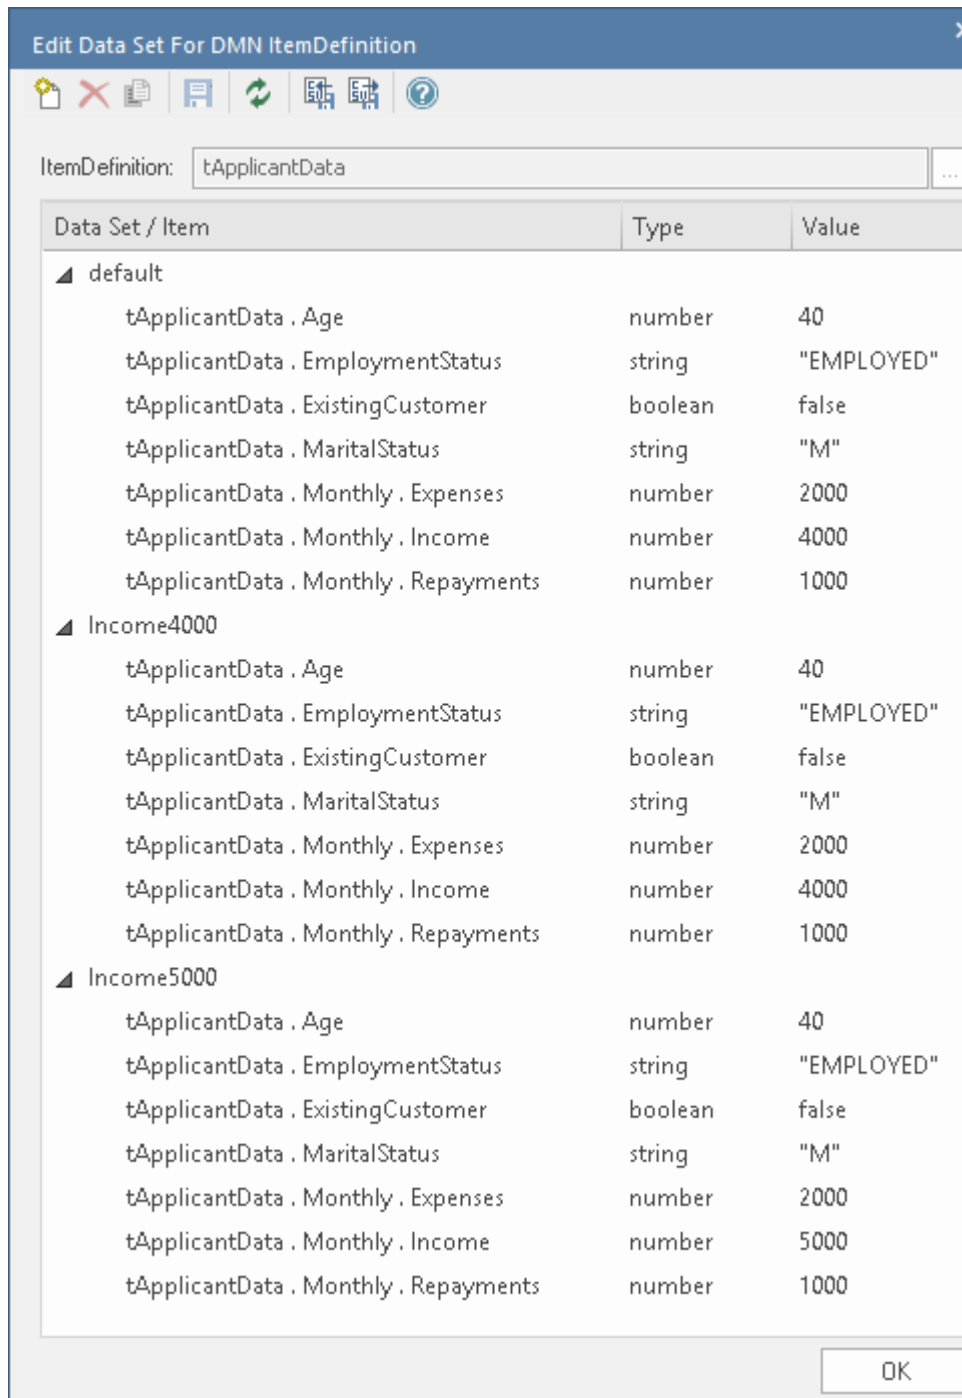 Edit Data Set For DMN ItemDefinition
ItemDefinition: tApplicantData ...
Data Set / Item Type Value
default
tApplicantData . Age number 40
tApplicantData . EmploymentStatus string "EMPLOYED"
tApplicantData . ExistingCustomer boolean false
tApplicantData . MaritalStatus string "M"
tApplicantData . Monthly . Expenses number 2000
tApplicantData . Monthly . Income number 4000
tApplicantData . Monthly . Repayments number 1000
Income4000
tApplicantData . Age number 40
tApplicantData . EmploymentStatus string "EMPLOYED"
tApplicantData . ExistingCustomer boolean false
tApplicantData . MaritalStatus string "M"
tApplicantData . Monthly . Expenses number 2000
tApplicantData . Monthly . Income number 4000
tApplicantData . Monthly . Repayments number 1000
Income5000
tApplicantData . Age number 40
tApplicantData . EmploymentStatus string "EMPLOYED"
tApplicantData . ExistingCustomer boolean false
tApplicantData . MaritalStatus string "M"
tApplicantData . Monthly . Expenses number 2000
tApplicantData . Monthly . Income number 5000
tApplicantData . Monthly . Repayments number 1000
OK